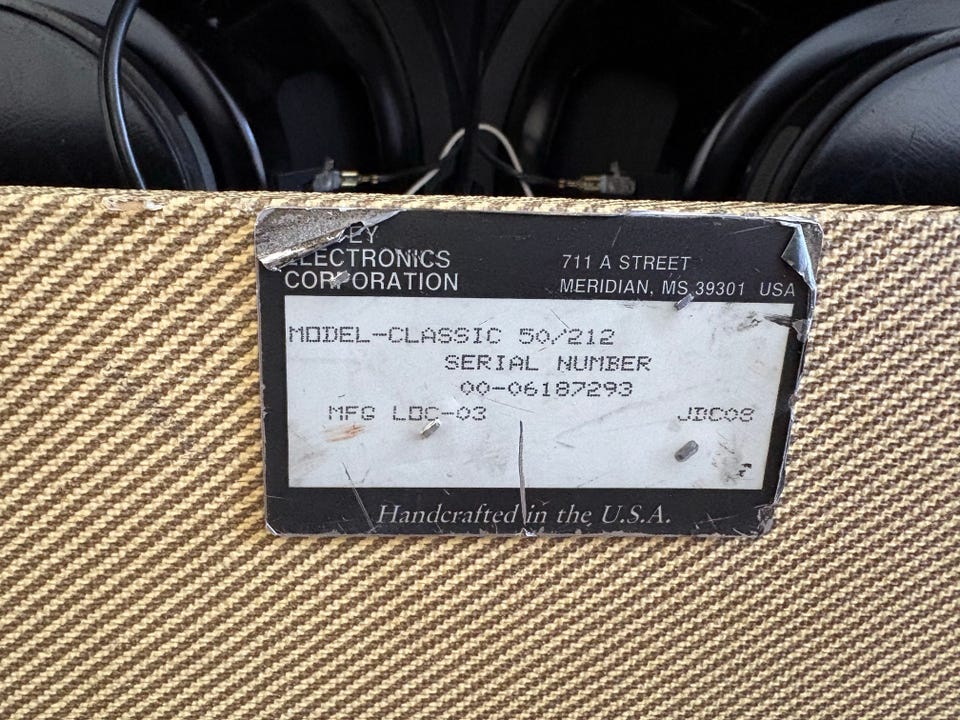 ELECTRONICS
CORPORATION
711 A STREET
MERIDIAN, MS 39301 USA
MODEL-CLASSIC 50/212
SERIAL NUMBER
00-06187293
MFG LOC-03 JDC08
Handcrafted in the U.S.A.